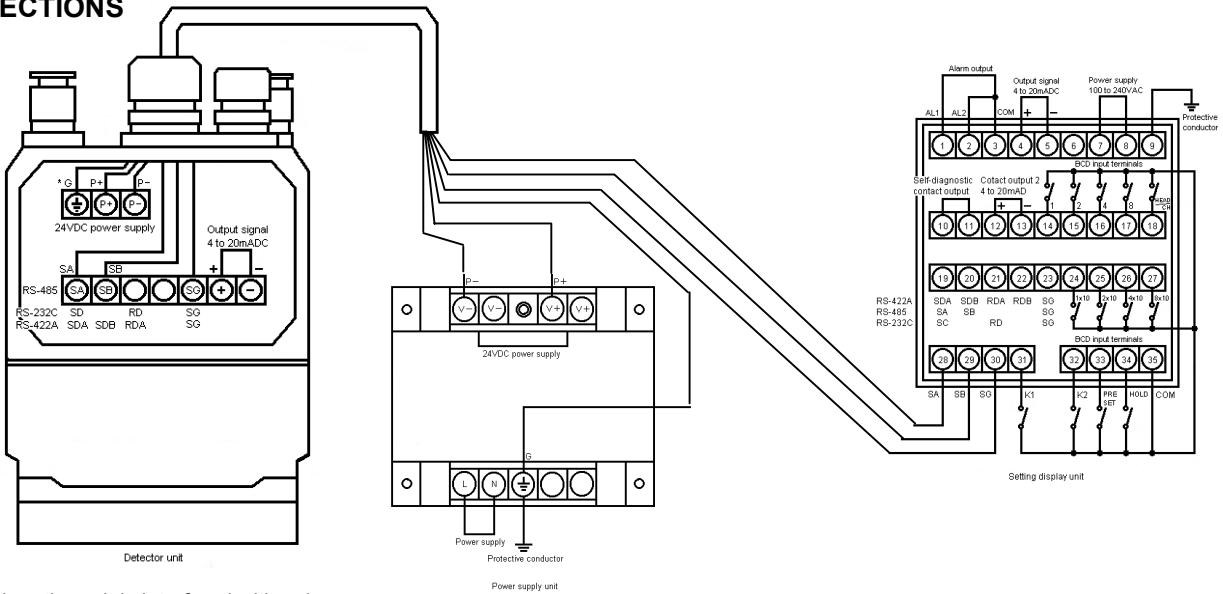 ECTIONS
* G P+ P−
P+ P−
24VDC power supply
Output signal
4 to 20mADC
SA SB + −
RS-485 SA SB SG + −
RS-232C SD RD SG
RS-422A SDA SDB RDA SG
Detector unit
P− P+
V− V− V+ V+
24VDC power supply
G
L N
Power supply
Protective conductor
Power supply unit
Alarm output
Output signal
4 to 20mADC
Power supply
100 to 240VAC
Protective
conductor
AL1 AL2 COM + −
1 2 3 4 5 6 7 8 9
BCD input terminals
Self-diagnostic
contact output
Cotact output 2
4 to 20mAD
+ −
1 2 4 8 HEAD
CH
10 11 12 13 14 15 16 17 18
19 20 21 22 23 24 25 26 27
RS-422A SDA SDB RDA RDB SG
RS-485 SA SB SG
RS-232C SC RD SG
1x10 2x10 4x10 8x10
BCD input terminals
28 29 30 31 32 33 34 35
SA SB SG K1 K2 PRE
SET
HOLD COM
Setting display unit